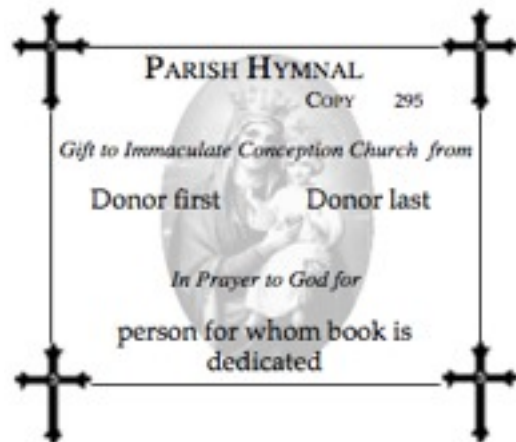 PARISH HYMNAL
COPY 295
Gift to Immaculate Conception Church from
Donor first Donor last
In Prayer to God for
person for whom book is
dedicated